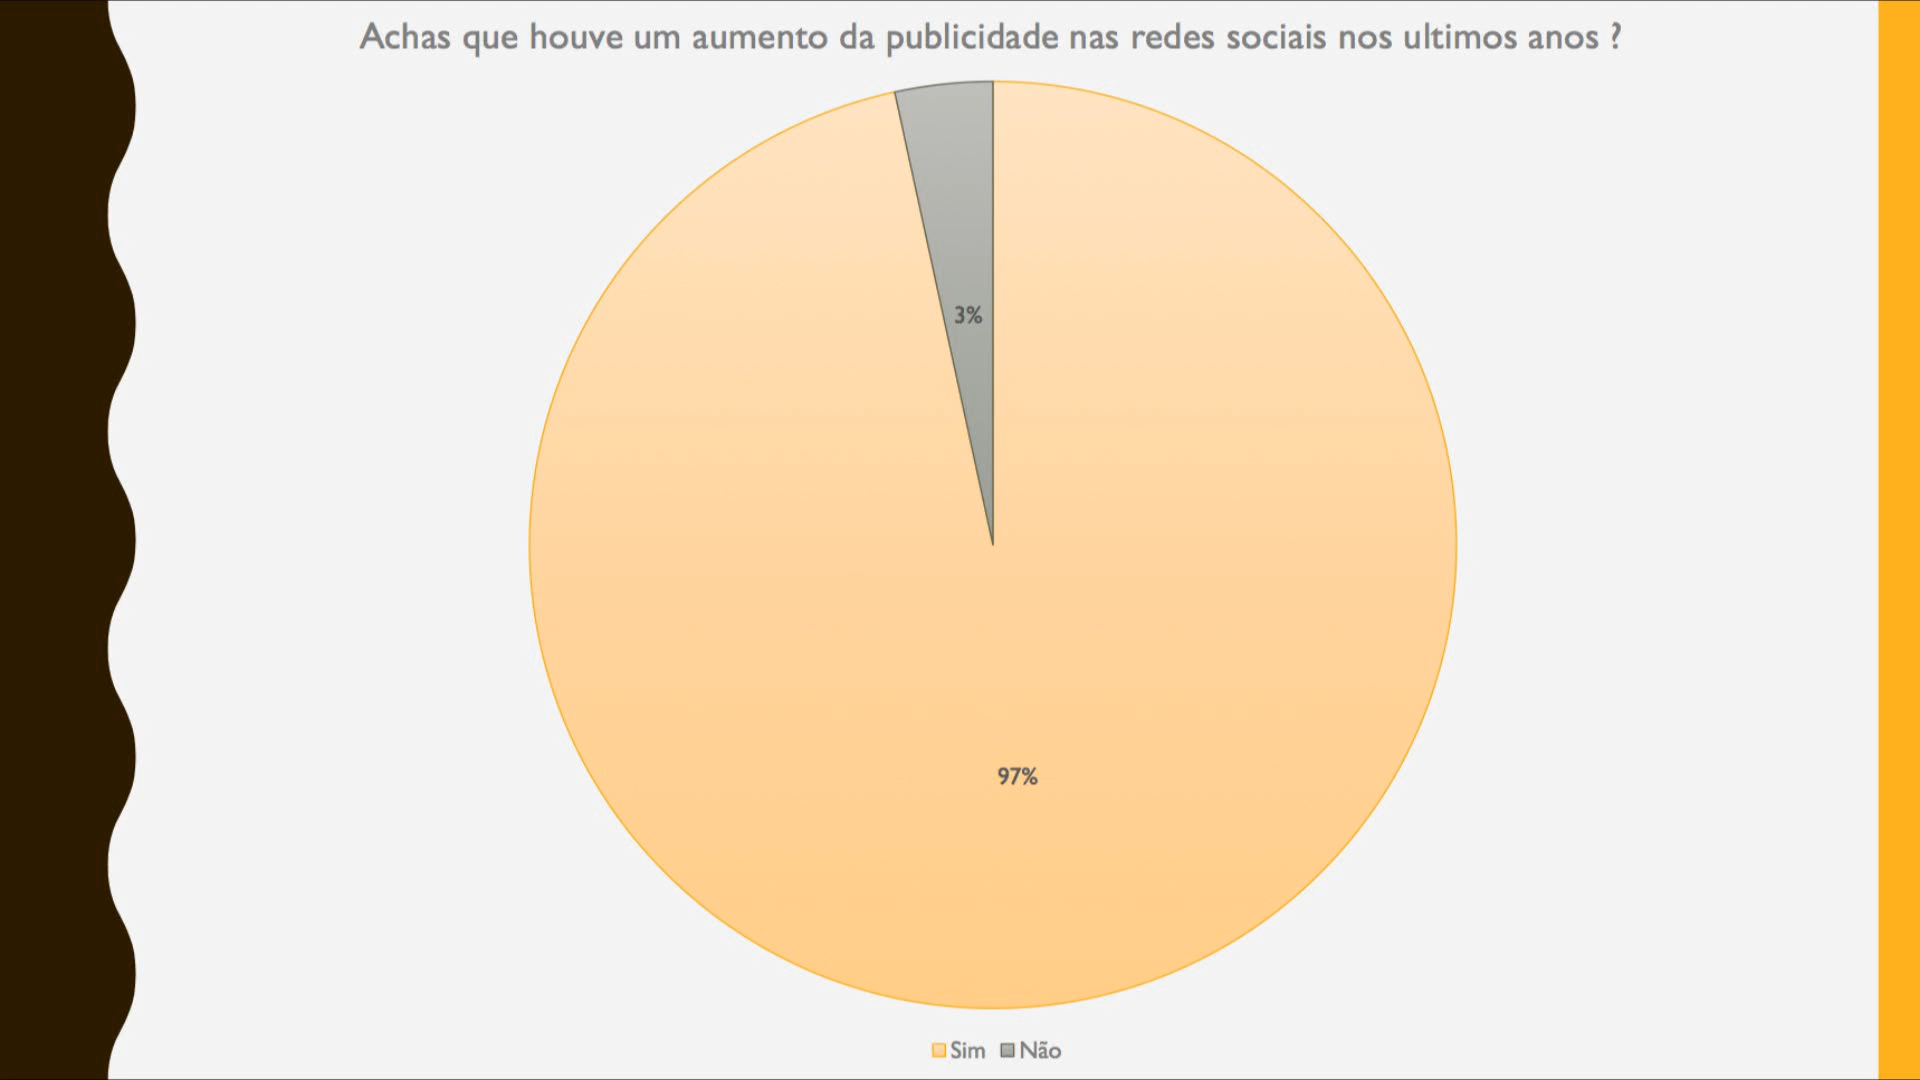 Achas que houve um aumento da publicidade nas redes sociais nos ultimos anos ?
3%
97%
Sim Não